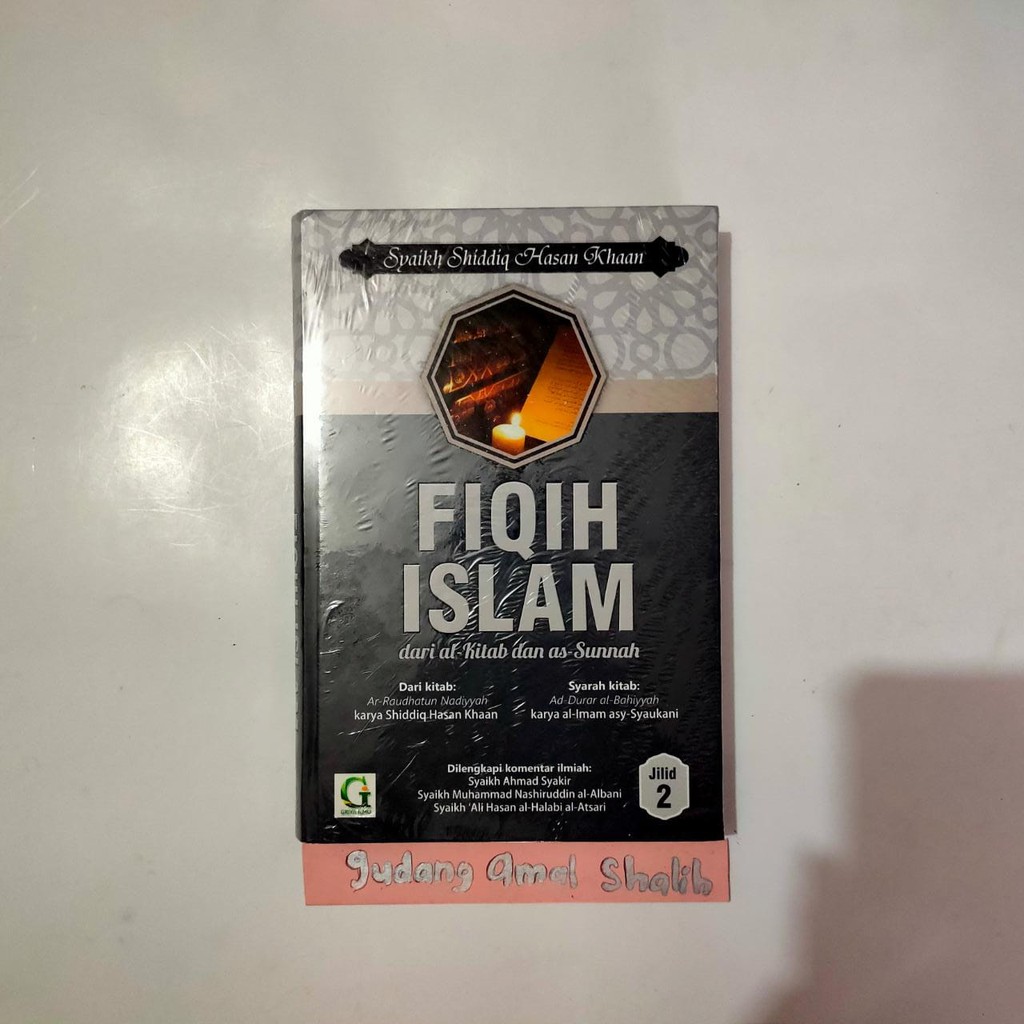 Syaikh Shiddiq Hasan Khaan
FIQIH
ISLAM
dari al-Kitab dan as-Sunnah
Dari kitab:
Ar-Raudhatun Nadiyyah
karya Shiddiq Hasan Khaan
Syarah kitab:
Ad-Durar al-Bahiyyah
karya al-Imam asy-Syaukani
Dilengkapi komentar ilmiah:
Syaikh Ahmad Syakir
Syaikh Muhammad Nashiruddin al-Albani
Syaikh 'Ali Hasan al-Halabi al-Atsari
Jilid
2
gudang amal Shalih